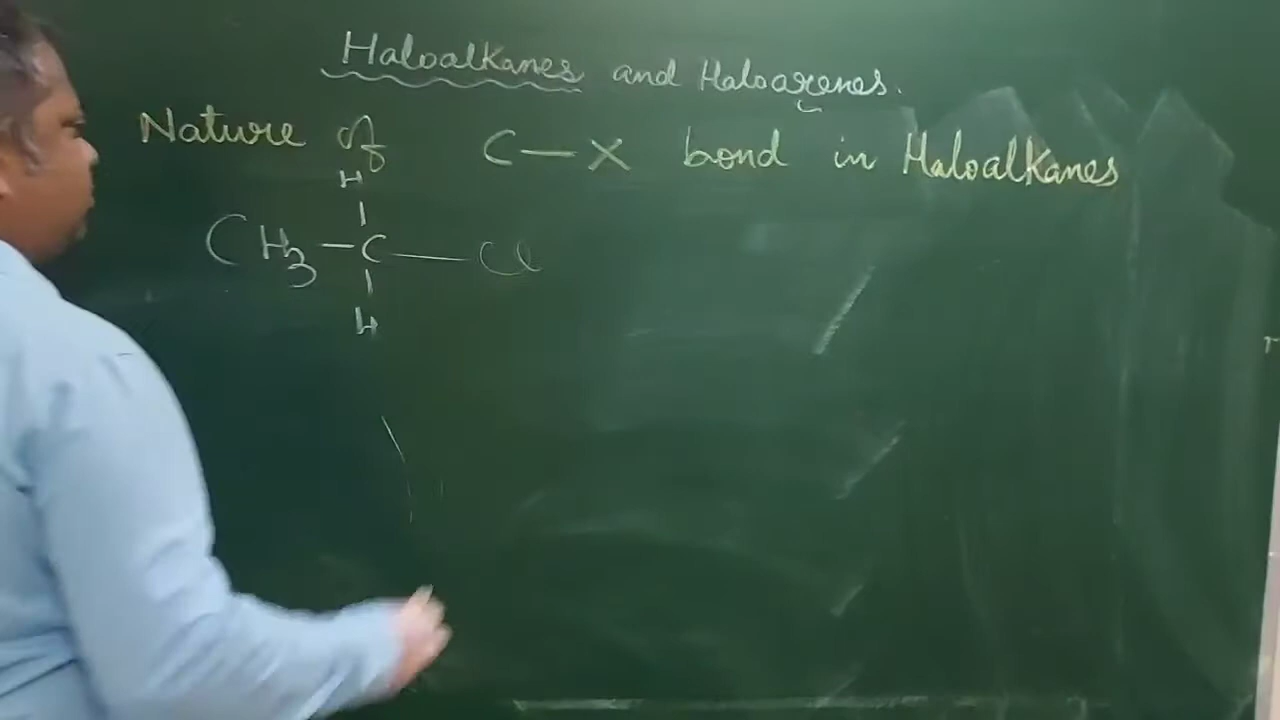 Haloalkanes and Haloarenes.
Nature of C — X bond in Haloalkanes
H
|
CH3 — C — Cl
|
H